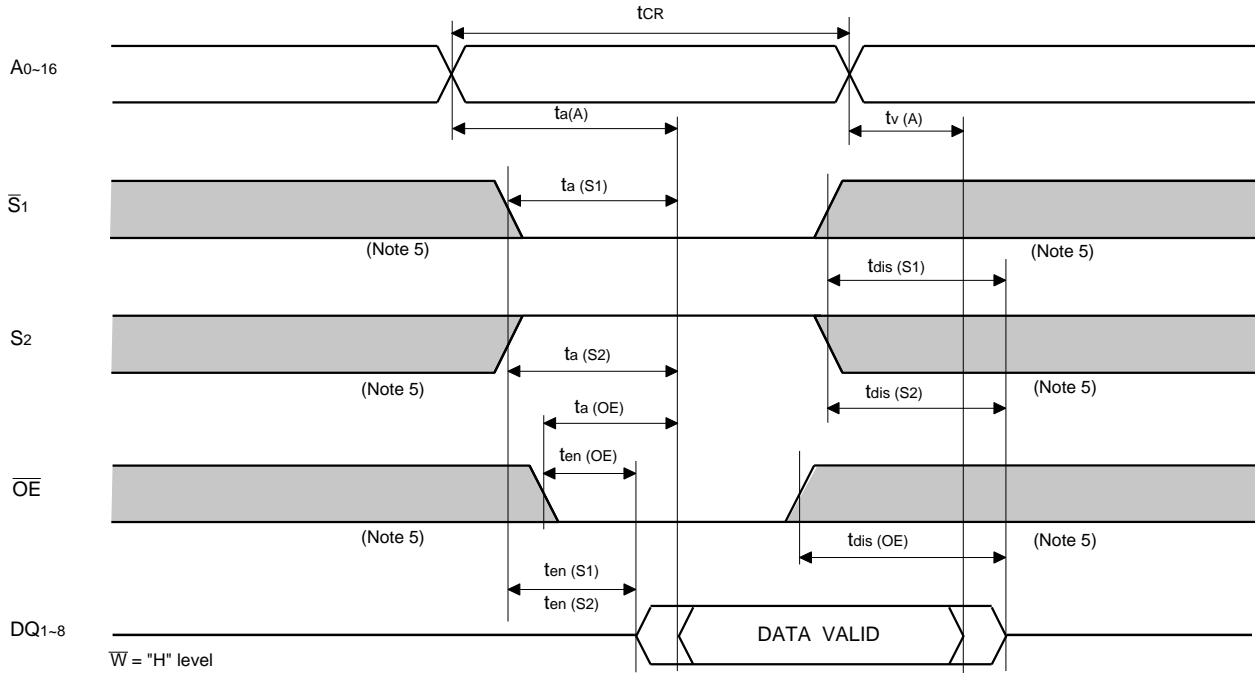 tCR
A0~16
ta(A)
tv (A)
S̅1
ta (S1)
(Note 5)
(Note 5)
tdis (S1)
S2
ta (S2)
(Note 5)
(Note 5)
tdis (S2)
ta (OE)
ten (OE)
O̅E̅
(Note 5)
tdis (OE)
(Note 5)
ten (S1)
ten (S2)
DQ1~8
DATA VALID
W̅ = "H" level